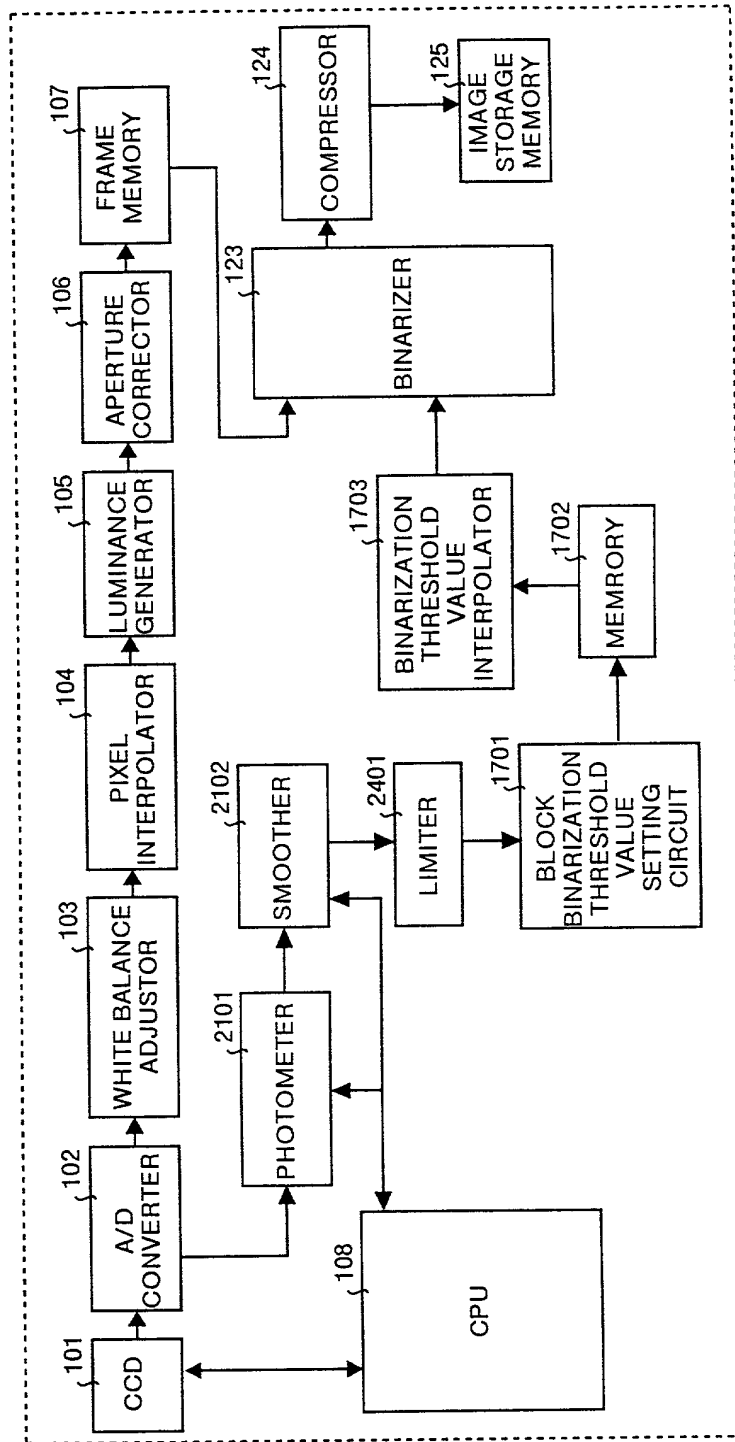 101
CCD
102
A/D
CONVERTER
103
WHITE BALANCE
ADJUSTOR
104
PIXEL
INTERPOLATOR
105
LUMINANCE
GENERATOR
106
APERTURE
CORRECTOR
107
FRAME
MEMORY
108
CPU
2101
PHOTOMETER
2102
SMOOTHER
2401
LIMITER
1701
BLOCK
BINARIZATION
THRESHOLD
VALUE
SETTING
CIRCUIT
1702
MEMRORY
1703
BINARIZATION
THRESHOLD
VALUE
INTERPOLATOR
123
BINARIZER
124
COMPRESSOR
125
IMAGE
STORAGE
MEMORY